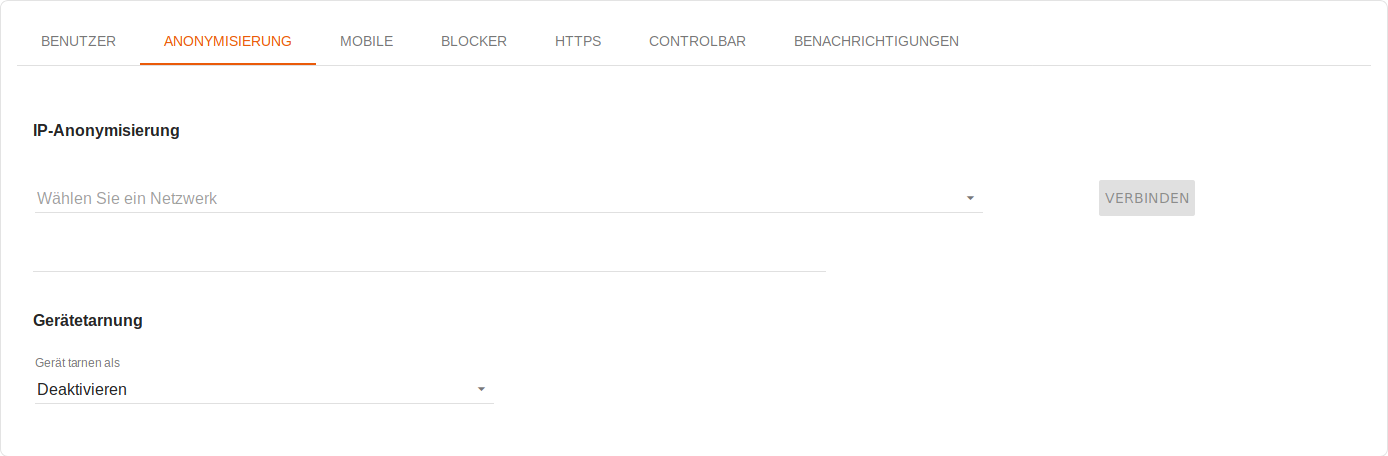 BENUTZER ANONYMISIERUNG MOBILE BLOCKER HTTPS CONTROLBAR BENACHRICHTIGUNGEN
IP-Anonymisierung
Wählen Sie ein Netzwerk VERBINDEN
Gerätetarnung
Gerät tarnen als
Deaktivieren